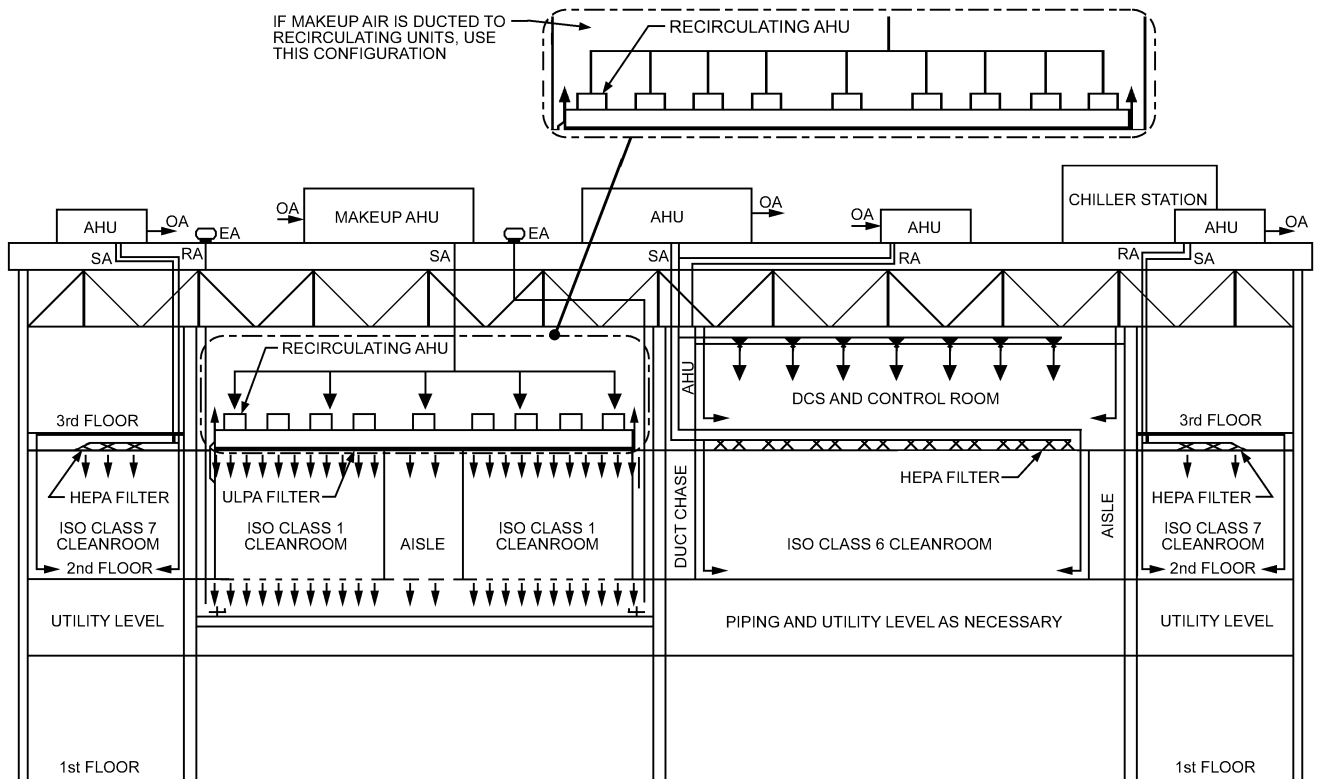 IF MAKEUP AIR IS DUCTED TO
RECIRCULATING UNITS, USE
THIS CONFIGURATION
RECIRCULATING AHU
AHU
OA
EA
OA
MAKEUP AHU
EA
AHU
OA
OA
AHU
CHILLER STATION
AHU
OA
SA
RA
SA
SA
RA
RA
SA
RECIRCULATING AHU
AHU
DCS AND CONTROL ROOM
3rd FLOOR
3rd FLOOR
HEPA FILTER
ULPA FILTER
HEPA FILTER
HEPA FILTER
ISO CLASS 7
CLEANROOM
ISO CLASS 1
CLEANROOM
AISLE
ISO CLASS 1
CLEANROOM
DUCT CHASE
ISO CLASS 6 CLEANROOM
AISLE
ISO CLASS 7
CLEANROOM
2nd FLOOR
2nd FLOOR
UTILITY LEVEL
PIPING AND UTILITY LEVEL AS NECESSARY
UTILITY LEVEL
1st FLOOR
1st FLOOR